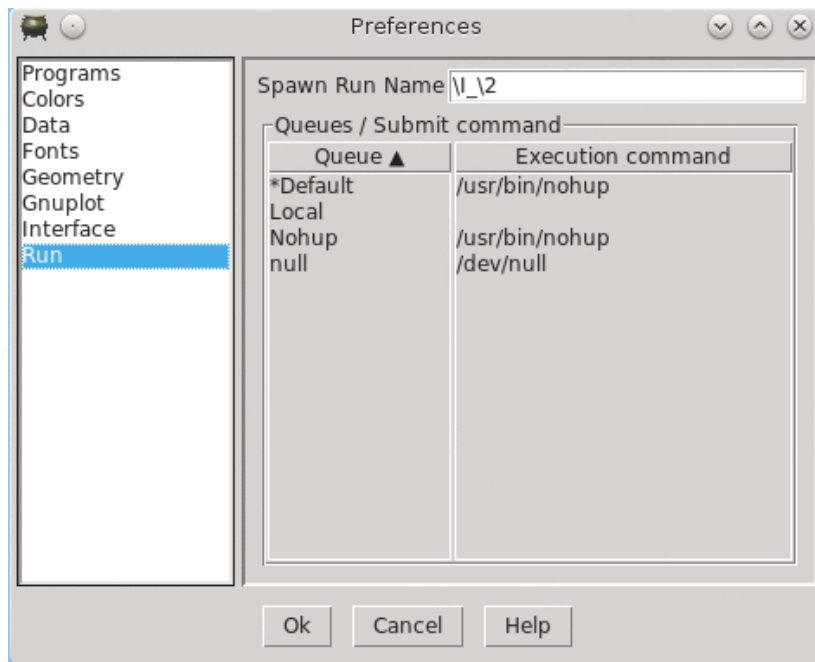 Preferences
Programs
Colors
Data
Fonts
Geometry
Gnuplot
Interface
Run
Spawn Run Name \I_\2
Queues / Submit command
Queue ▲ Execution command
*Default /usr/bin/nohup
Local
Nohup /usr/bin/nohup
null /dev/null
Ok Cancel Help